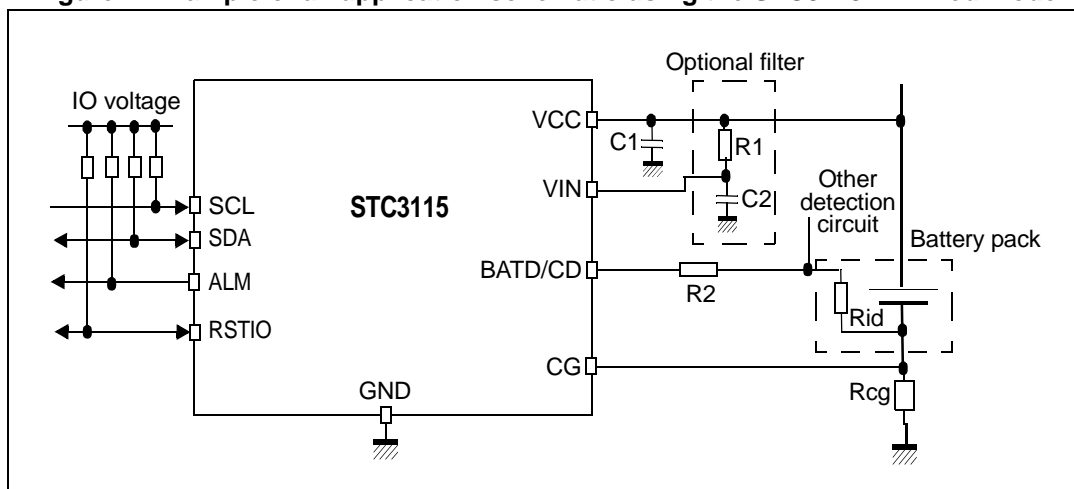 Optional filter
IO voltage
VCC
C1
R1
VIN
C2
STC3115
Other
detection
circuit
SCL
SDA
Battery pack
BATD/CD
ALM
R2
Rid
RSTIO
CG
GND
Rcg